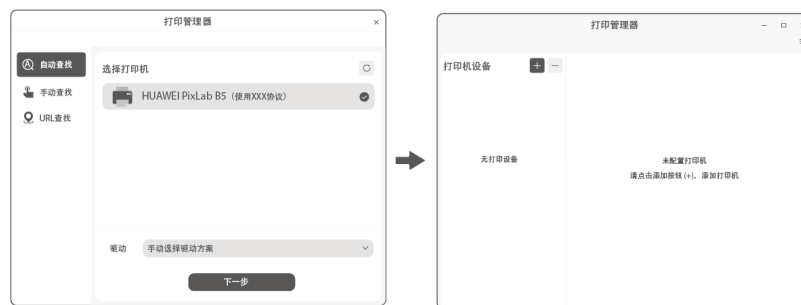 打印管理器
自动查找
手动查找
URL查找
选择打印机
HUAWEI PixLab B5（使用XXX协议）
驱动
手动选择驱动方案
下一步
打印管理器
打印机设备
无打印设备
未配置打印机
请点击添加按钮 (+)，添加打印机